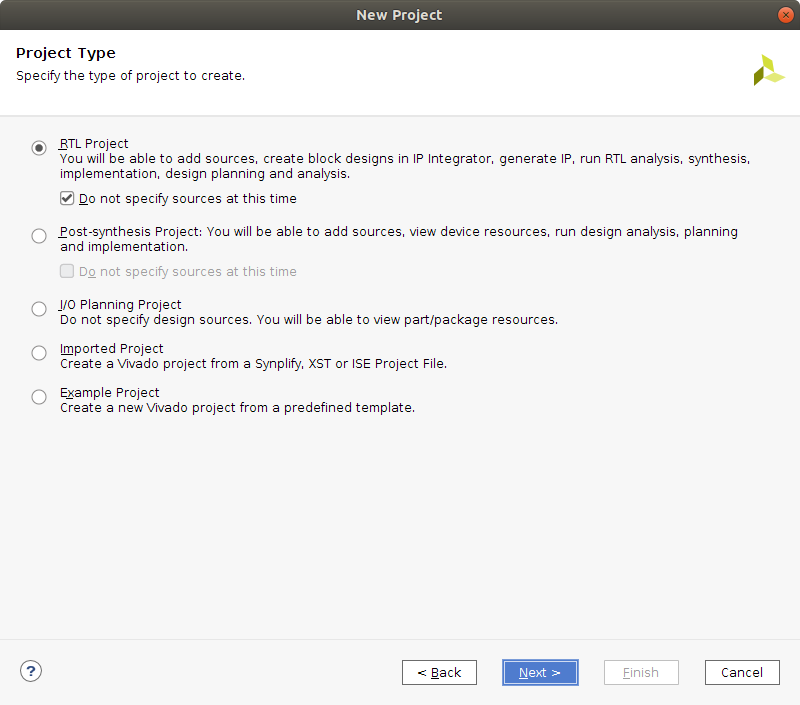 New Project
Project Type
Specify the type of project to create.
RTL Project
You will be able to add sources, create block designs in IP Integrator, generate IP, run RTL analysis, synthesis,
implementation, design planning and analysis.
Do not specify sources at this time
Post-synthesis Project: You will be able to add sources, view device resources, run design analysis, planning
and implementation.
Do not specify sources at this time
I/O Planning Project
Do not specify design sources. You will be able to view part/package resources.
Imported Project
Create a Vivado project from a Synplify, XST or ISE Project File.
Example Project
Create a new Vivado project from a predefined template.
?
< Back
Next >
Finish
Cancel